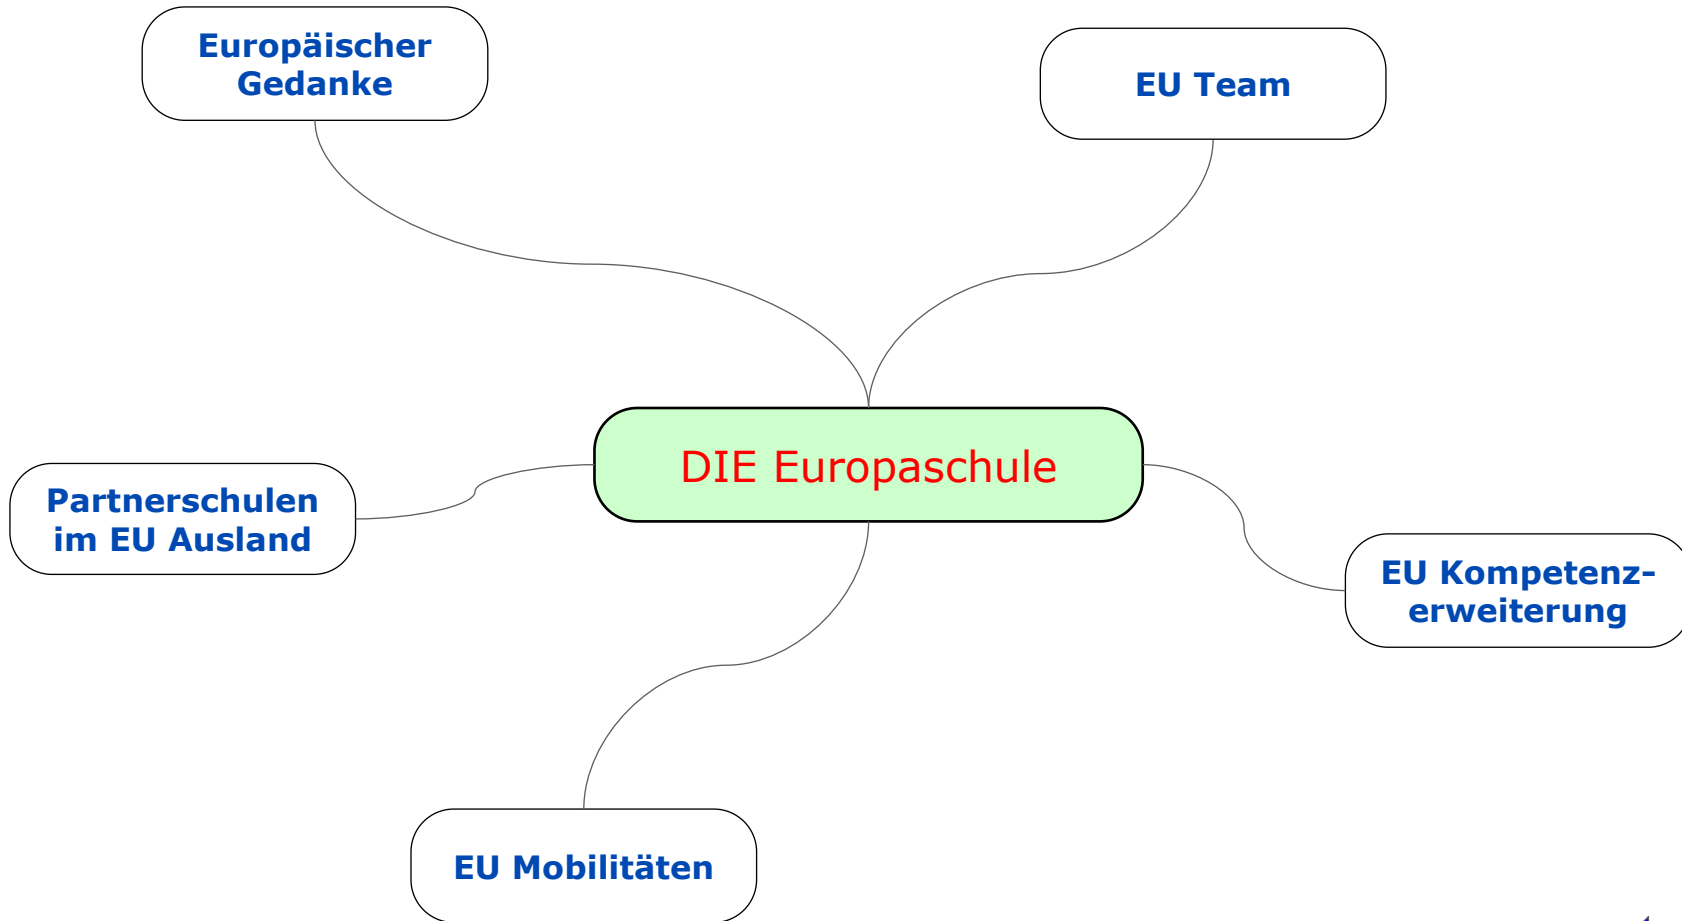 Europäischer
Gedanke
EU Team
DIE Europaschule
Partnerschulen
im EU Ausland
EU Kompetenz-
erweiterung
EU Mobilitäten